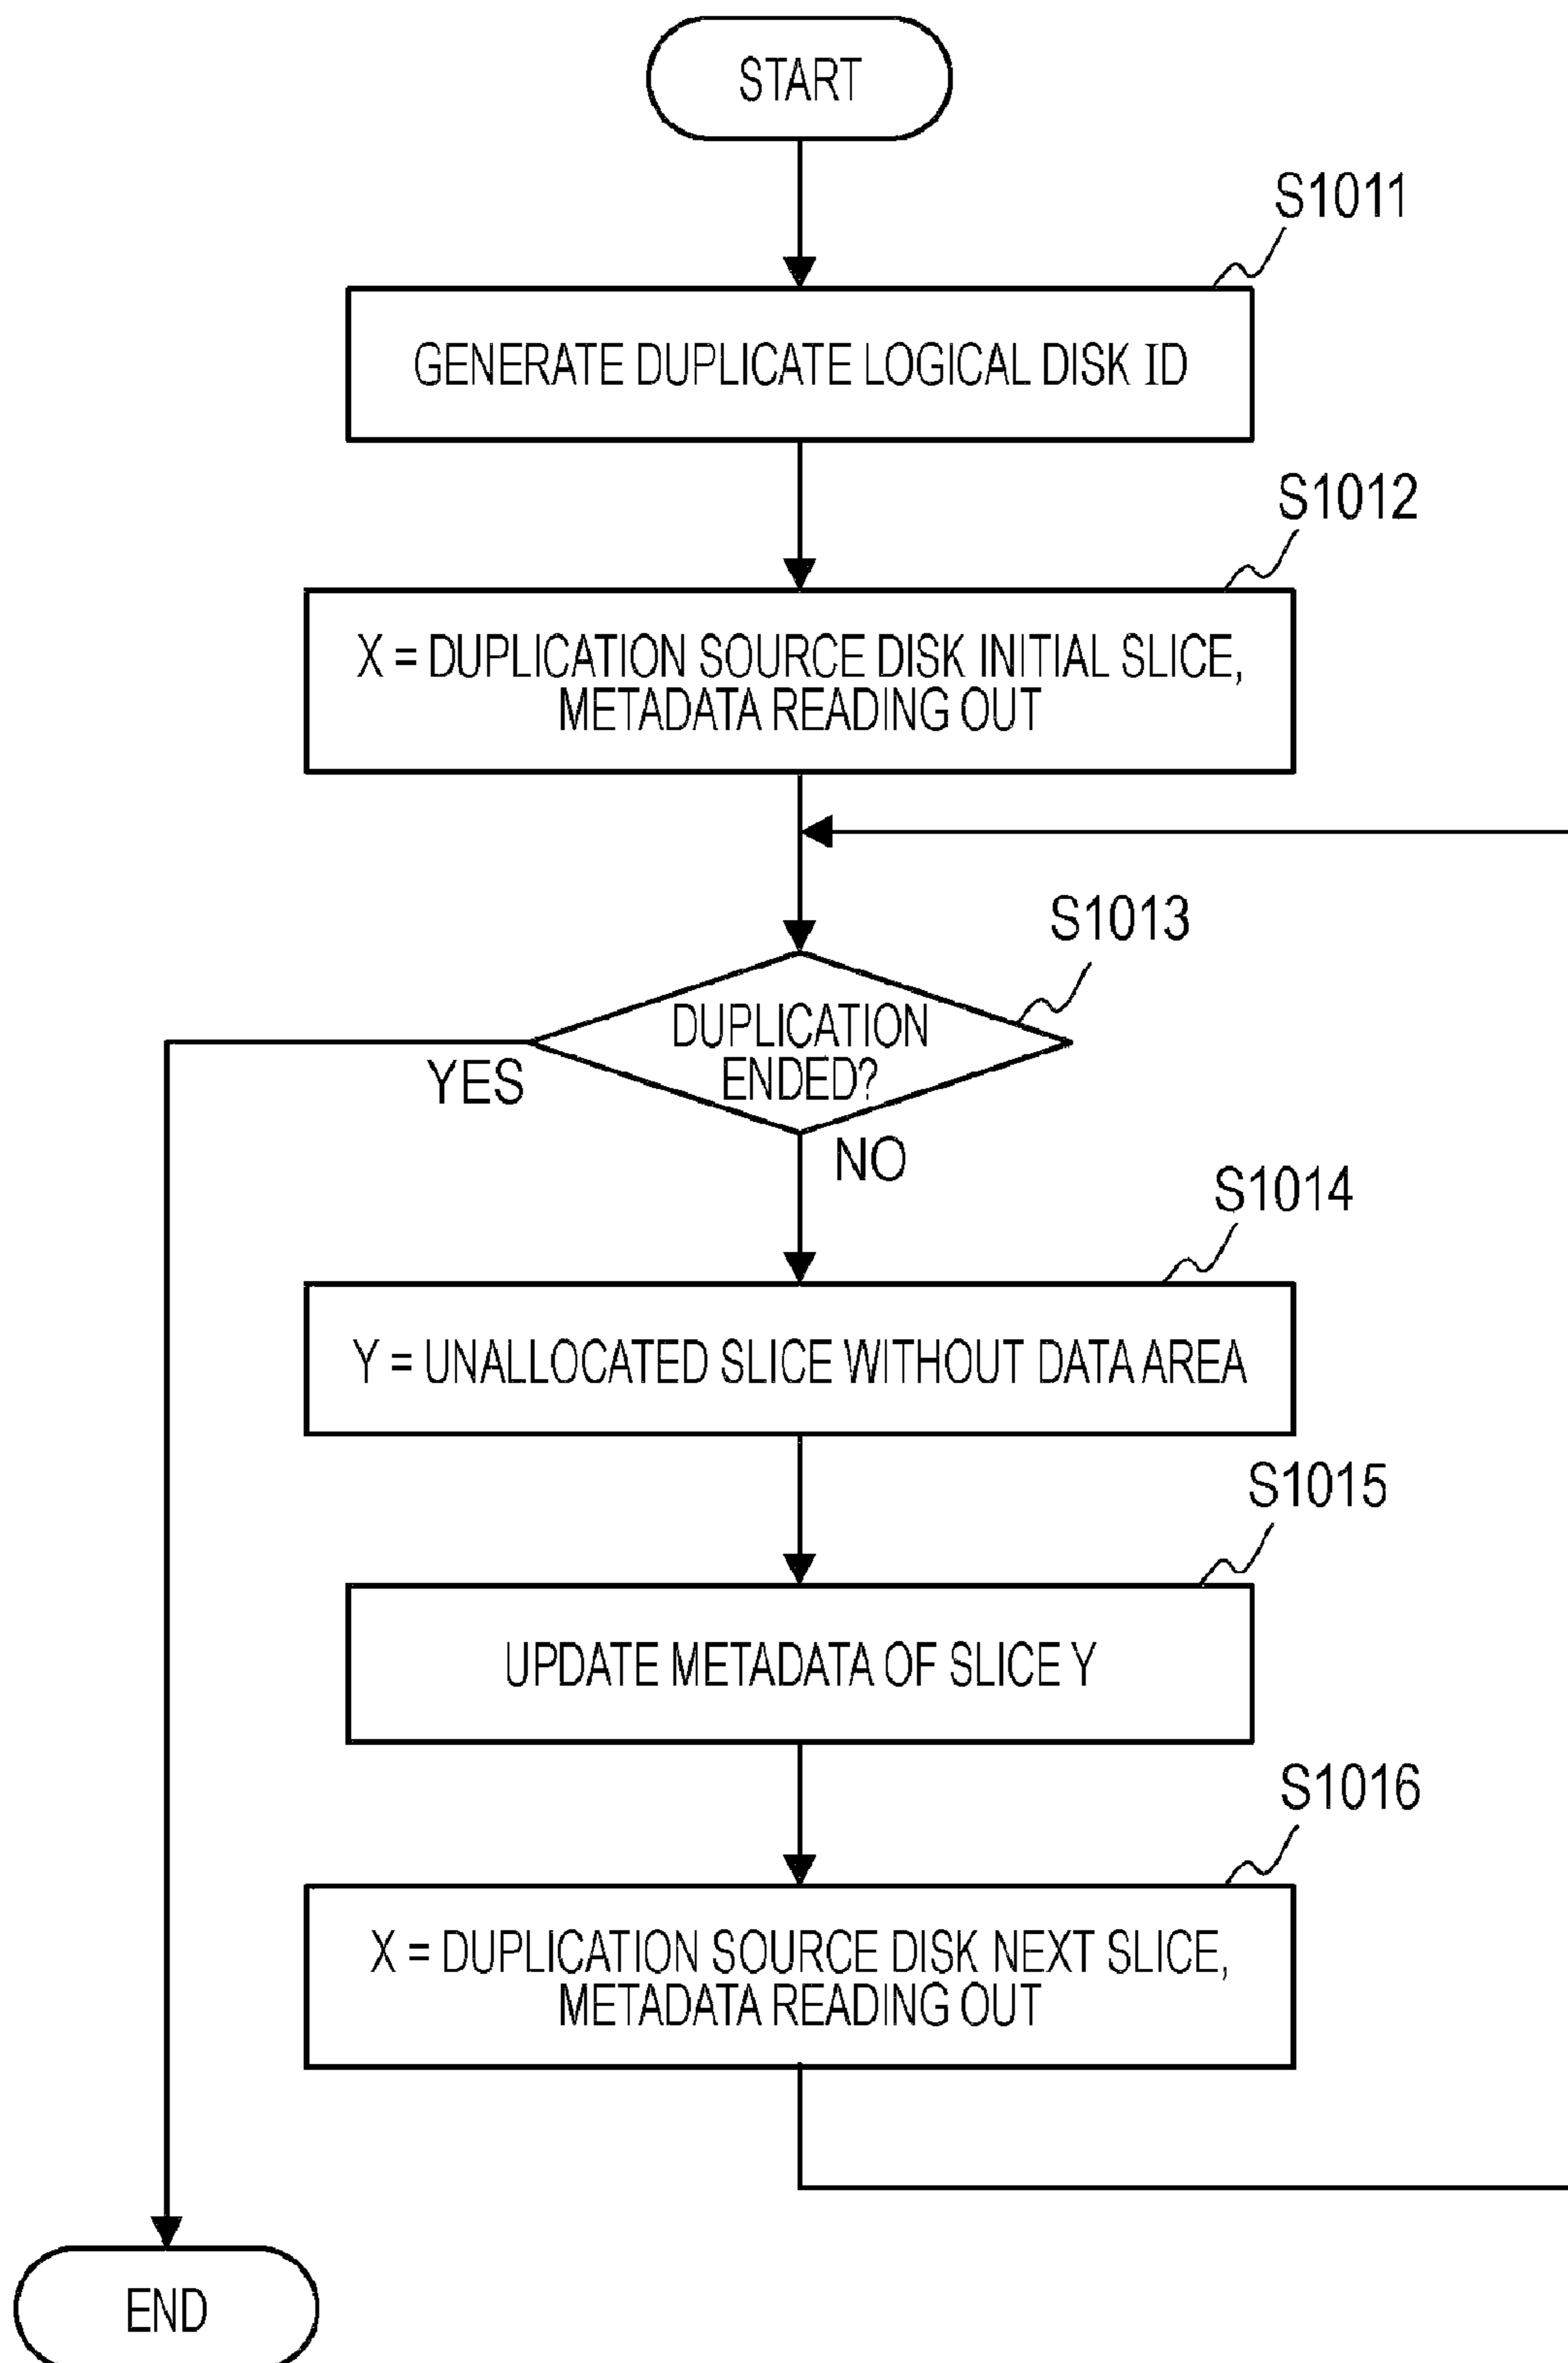 START
S1011
GENERATE DUPLICATE LOGICAL DISK ID
S1012
X = DUPLICATION SOURCE DISK INITIAL SLICE,
METADATA READING OUT
S1013
DUPLICATION
ENDED?
YES
NO
S1014
Y = UNALLOCATED SLICE WITHOUT DATA AREA
S1015
UPDATE METADATA OF SLICE Y
S1016
X = DUPLICATION SOURCE DISK NEXT SLICE,
METADATA READING OUT
END